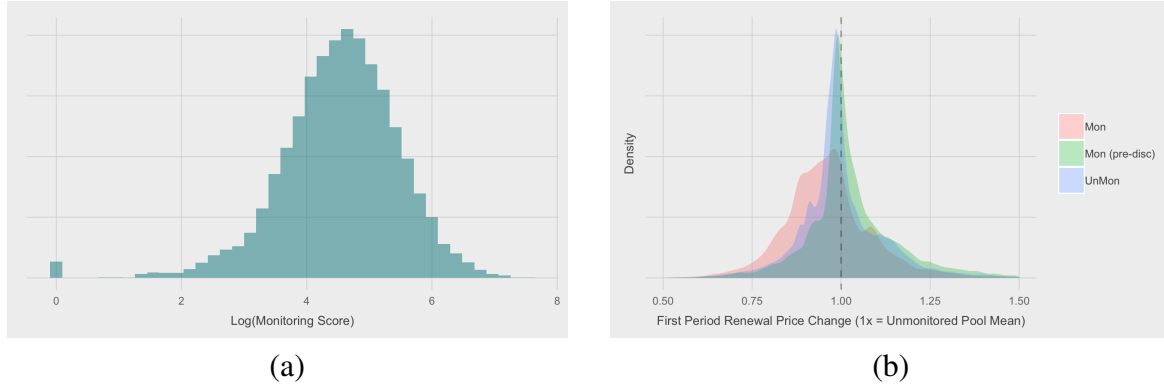 0
2
4
6
8
Log(Monitoring Score)
(a)
Density
0.50
0.75
1.00
1.25
1.50
First Period Renewal Price Change (1x = Unmonitored Pool Mean)
Mon
Mon (pre-disc)
UnMon
(b)